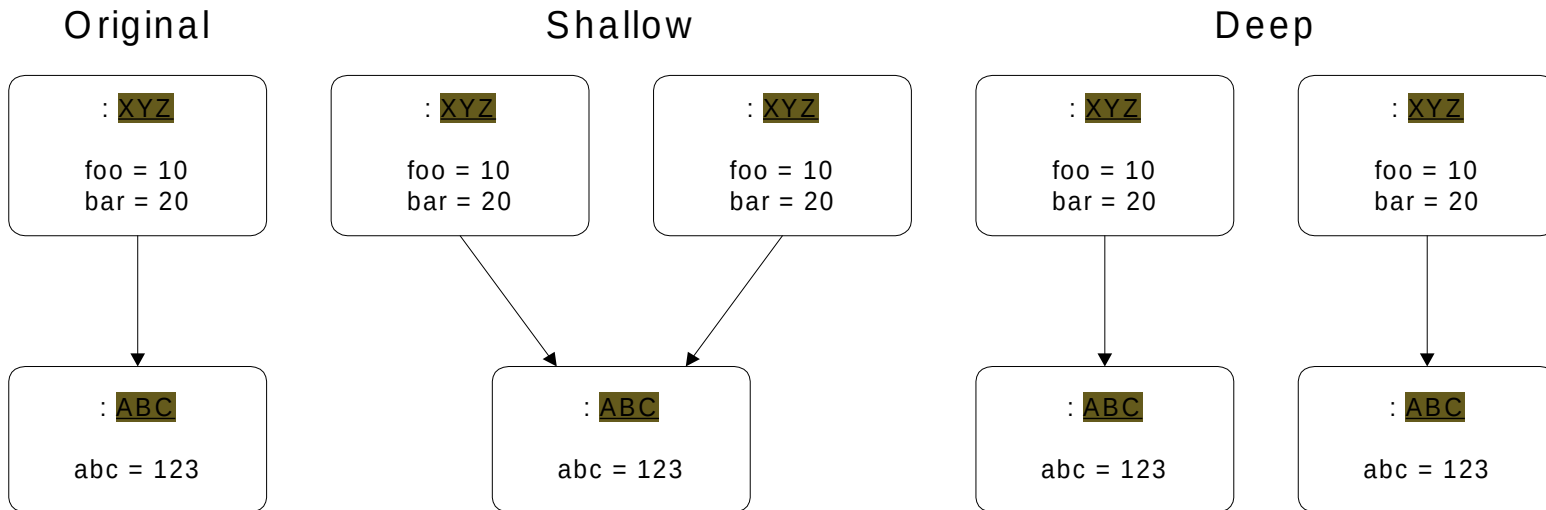 Original
: XYZ
foo = 10
bar = 20
: ABC
abc = 123
Shallow
: XYZ
foo = 10
bar = 20
: XYZ
foo = 10
bar = 20
: ABC
abc = 123
Deep
: XYZ
foo = 10
bar = 20
: XYZ
foo = 10
bar = 20
: ABC
abc = 123
: ABC
abc = 123